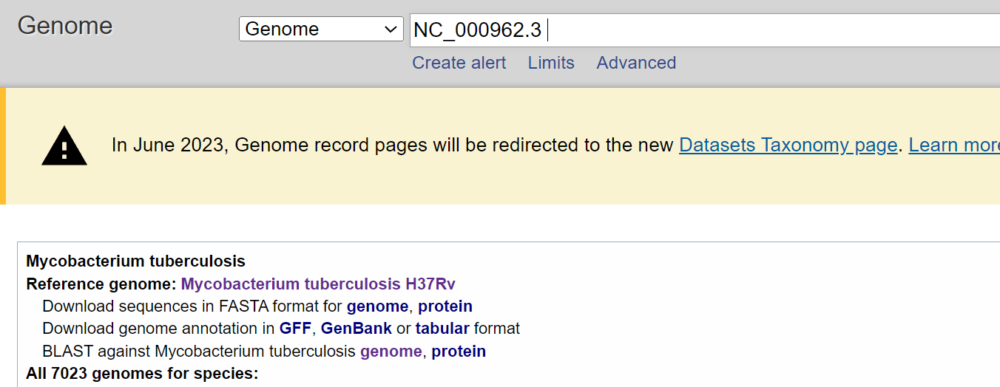 Genome
Genome
NC_000962.3
Create alert Limits Advanced
In June 2023, Genome record pages will be redirected to the new Datasets Taxonomy page. Learn more
Mycobacterium tuberculosis
Reference genome: Mycobacterium tuberculosis H37Rv
Download sequences in FASTA format for genome, protein
Download genome annotation in GFF, GenBank or tabular format
BLAST against Mycobacterium tuberculosis genome, protein
All 7023 genomes for species: